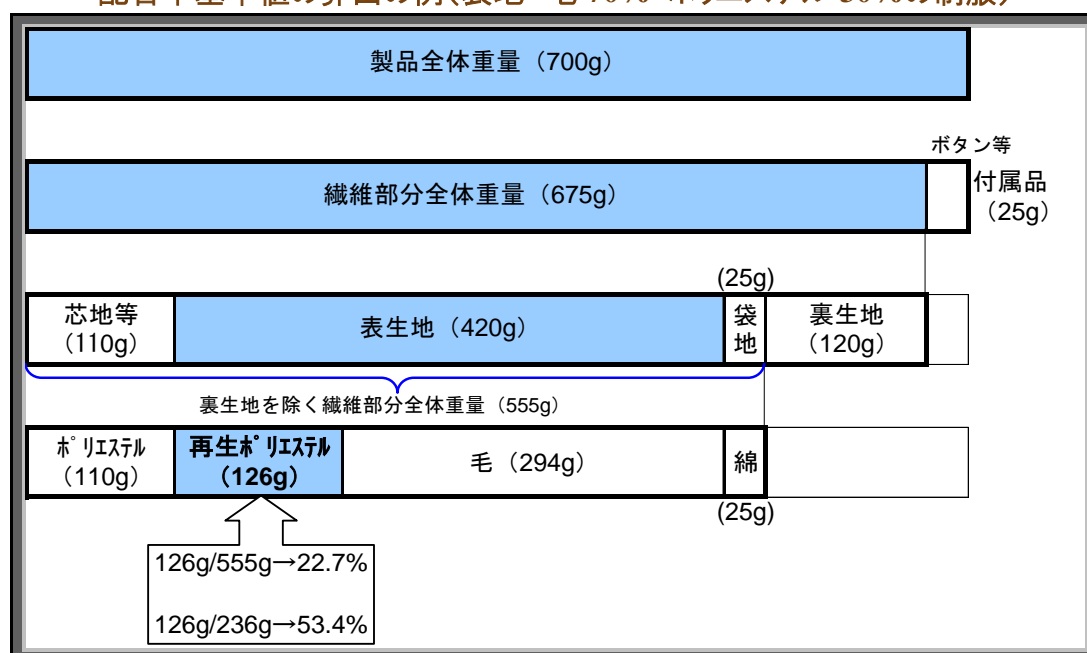 製品全体重量（700g）
ボタン等
繊維部分全体重量（675g）
付属品
（25g）
(25g)
芯地等
（110g）
表生地（420g）
袋
地
裏生地
（120g）
裏生地を除く繊維部分全体重量（555g）
ﾎﾟﾘｴｽﾃﾙ
（110g）
再生ﾎﾟﾘｴｽﾃﾙ
(126g)
毛（294g）
綿
(25g)
126g/555g→22.7%
126g/236g→53.4%